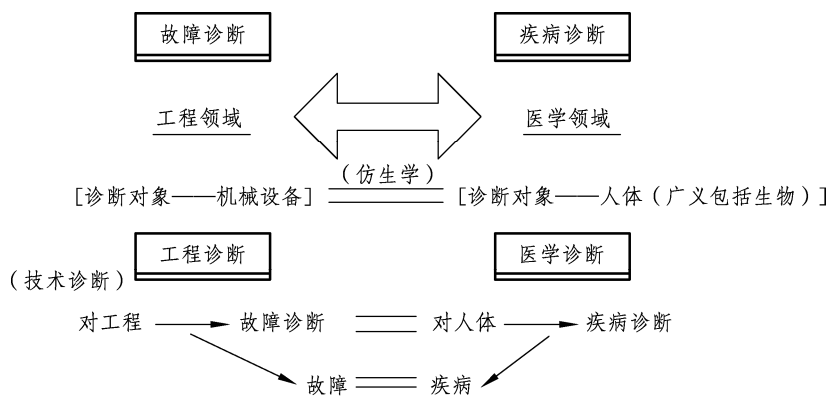 故障诊断 疾病诊断
工程领域 医学领域
(仿生学)
[诊断对象——机械设备] [诊断对象——人体(广义包括生物)]
工程诊断 医学诊断
(技术诊断)
对工程 故障诊断 对人体 疾病诊断
故障 疾病